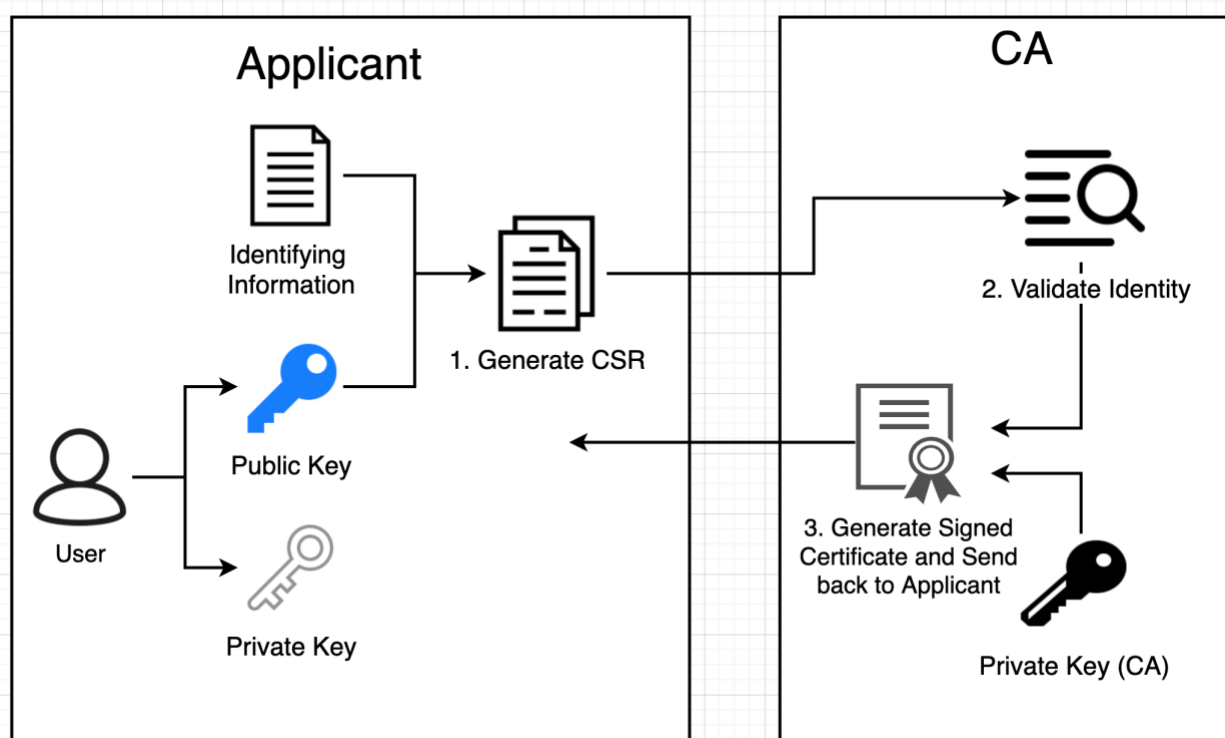 Applicant
Identifying
Information
1. Generate CSR
Public Key
User
Private Key
CA
2. Validate Identity
3. Generate Signed
Certificate and Send
back to Applicant
Private Key (CA)